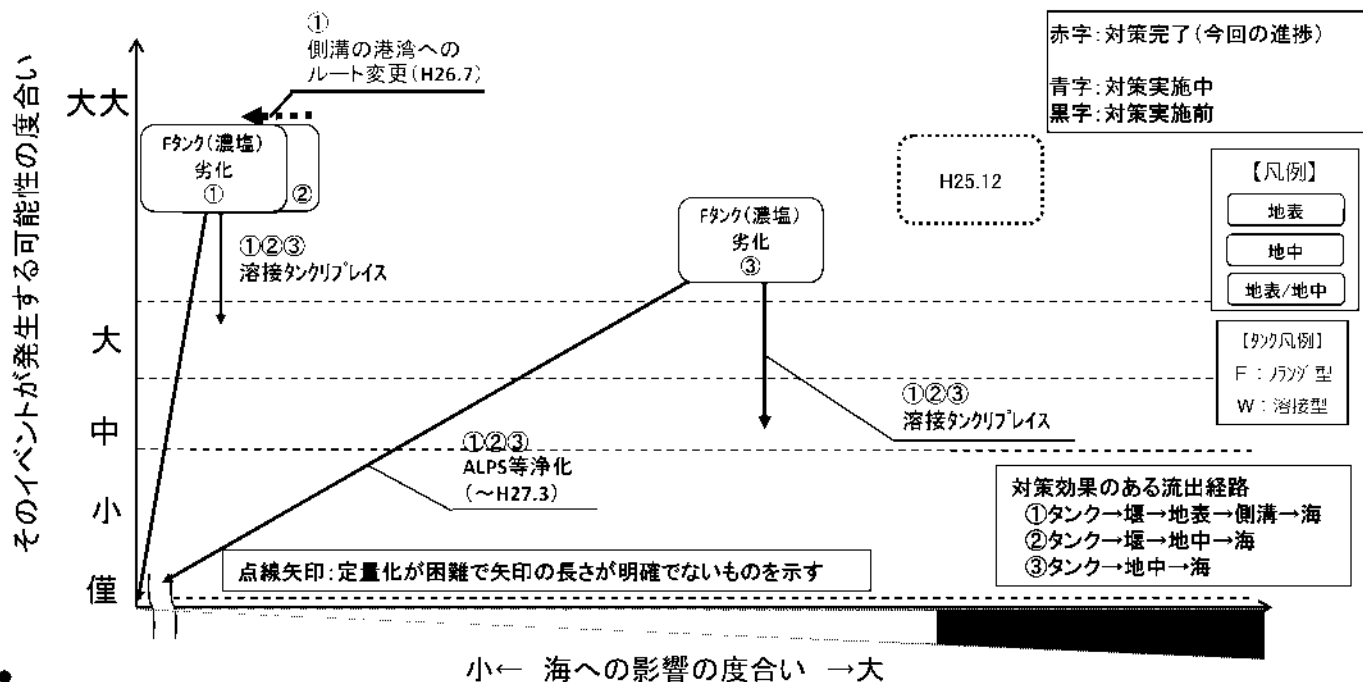 そのイベントが発生する可能性の度合い
大大
大
中
小
僅
①
側溝の港湾への
ルート変更(H26.7)
Fタンク(濃塩)
劣化
①
②
①②③
溶接タンクリプレイス
Fタンク(濃塩)
劣化
③
H25.12
①②③
溶接タンクリプレイス
①②③
ALPS等浄化
(~H27.3)
点線矢印:定量化が困難で矢印の長さが明確でないものを示す
赤字:対策完了(今回の進捗)
青字:対策実施中
黒字:対策実施前
【凡例】
地表
地中
地表/地中
【タンク凡例】
F:フランジ型
W:溶接型
対策効果のある流出経路
①タンク→堰→地表→側溝→海
②タンク→堰→地中→海
③タンク→地中→海
小← 海への影響の度合い →大